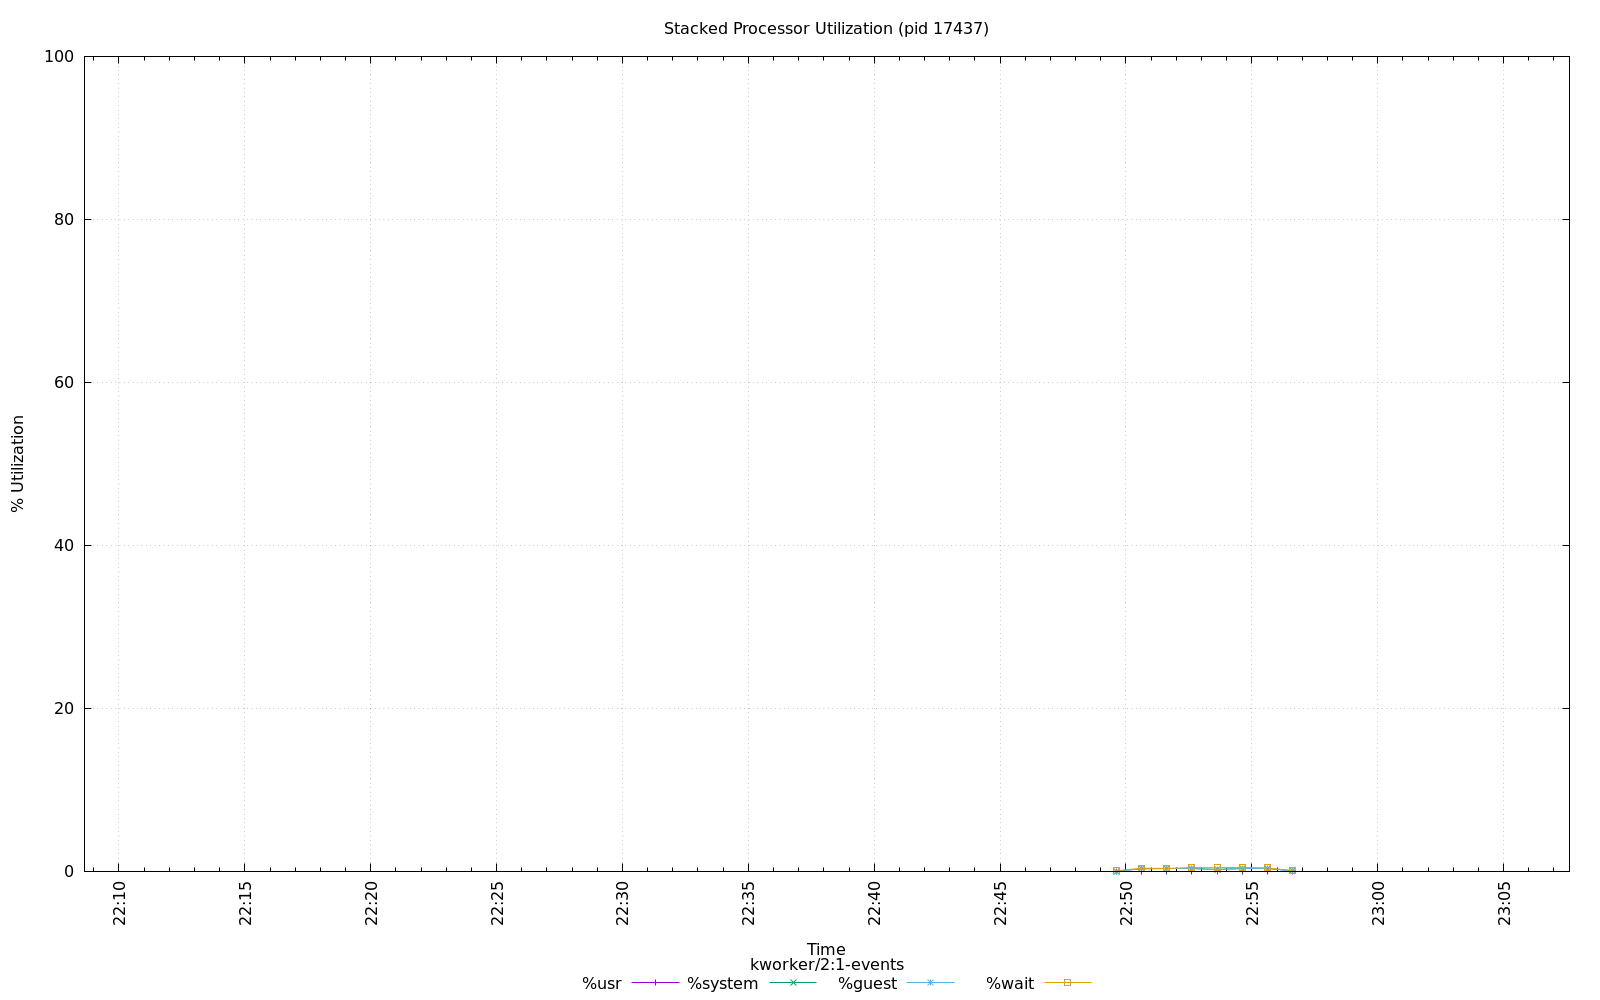 Stacked Processor Utilization (pid 17437)
100
80
60
40
20
0
% Utilization
22:10 22:15 22:20 22:25 22:30 22:35 22:40 22:45 22:50 22:55 23:00 23:05
Time
kworker/2:1-events
%usr %system %guest %wait